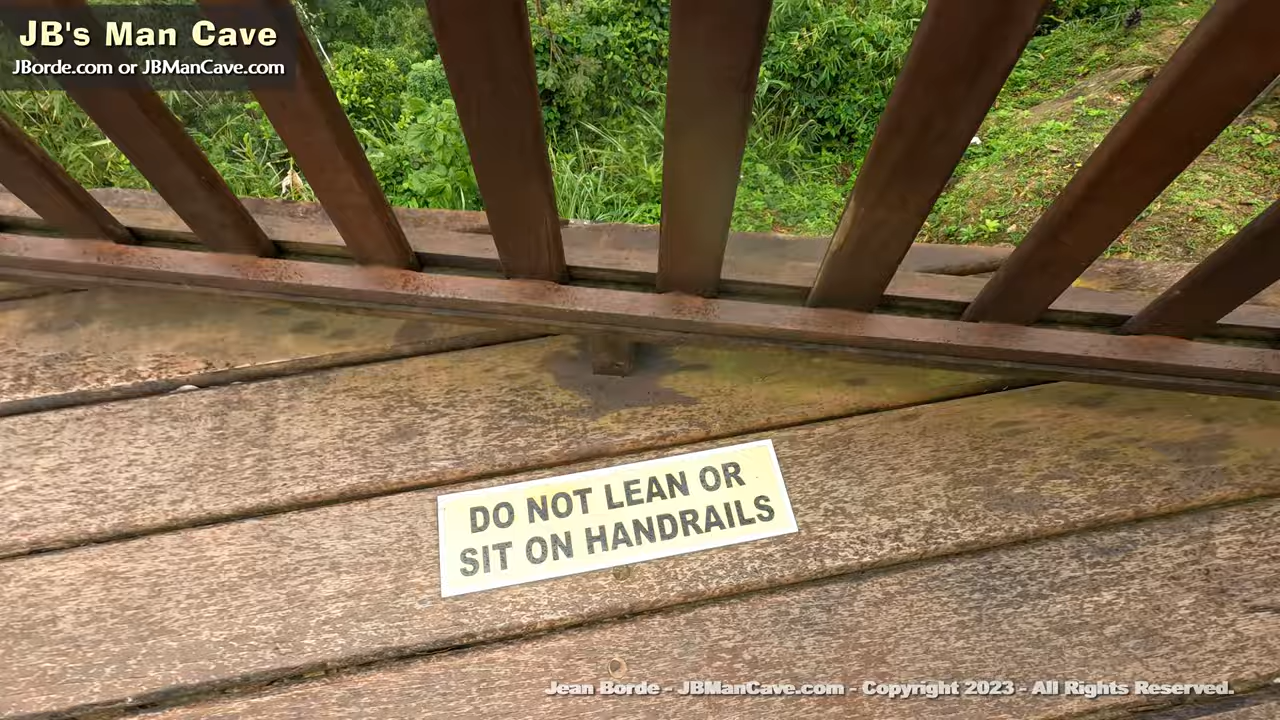 JB's Man Cave
JBorde.com or JBManCave.com
DO NOT LEAN OR
SIT ON HANDRAILS
Jean Borde - JBManCave.com - Copyright 2023 - All Rights Reserved.